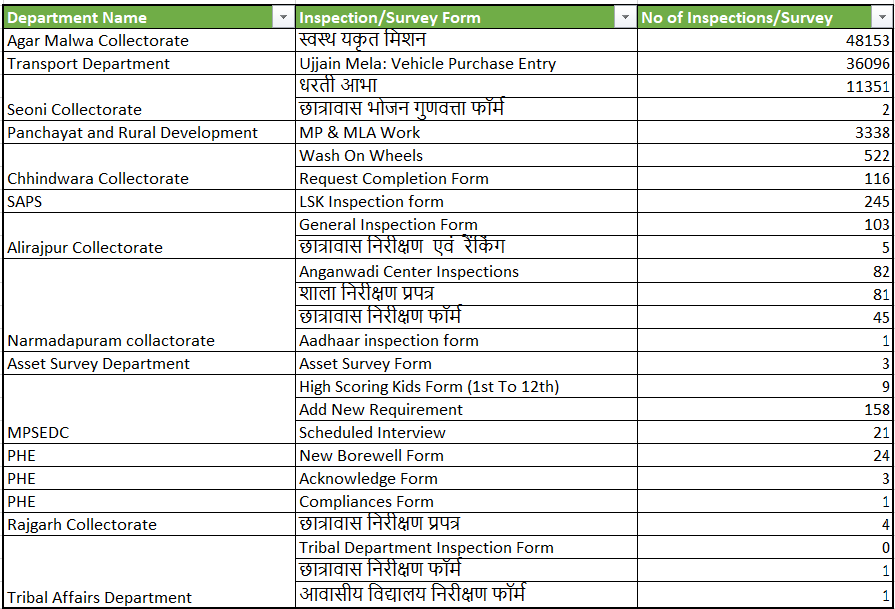 Department Name Inspection/Survey Form No of Inspections/Survey
Agar Malwa Collectorate स्वस्थ यकृत मिशन 48153
Transport Department Ujjain Mela: Vehicle Purchase Entry 36096
धरती आभा 11351
Seoni Collectorate छात्रावास भोजन गुणवत्ता फॉर्म 2
Panchayat and Rural Development MP & MLA Work 3338
Wash On Wheels 522
Chhindwara Collectorate Request Completion Form 116
SAPS LSK Inspection form 245
General Inspection Form 103
Alirajpur Collectorate छात्रावास निरीक्षण एवं रैंकिंग 5
Anganwadi Center Inspections 82
शाला निरीक्षण प्रपत्र 81
छात्रावास निरीक्षण फॉर्म 45
Narmadapuram collactorate Aadhaar inspection form 1
Asset Survey Department Asset Survey Form 3
High Scoring Kids Form (1st To 12th) 9
Add New Requirement 158
MPSEDC Scheduled Interview 21
PHE New Borewell Form 24
PHE Acknowledge Form 3
PHE Compliances Form 1
Rajgarh Collectorate छात्रावास निरीक्षण प्रपत्र 4
Tribal Department Inspection Form 0
छात्रावास निरीक्षण फॉर्म 1
Tribal Affairs Department आवासीय विद्यालय निरीक्षण फॉर्म 1